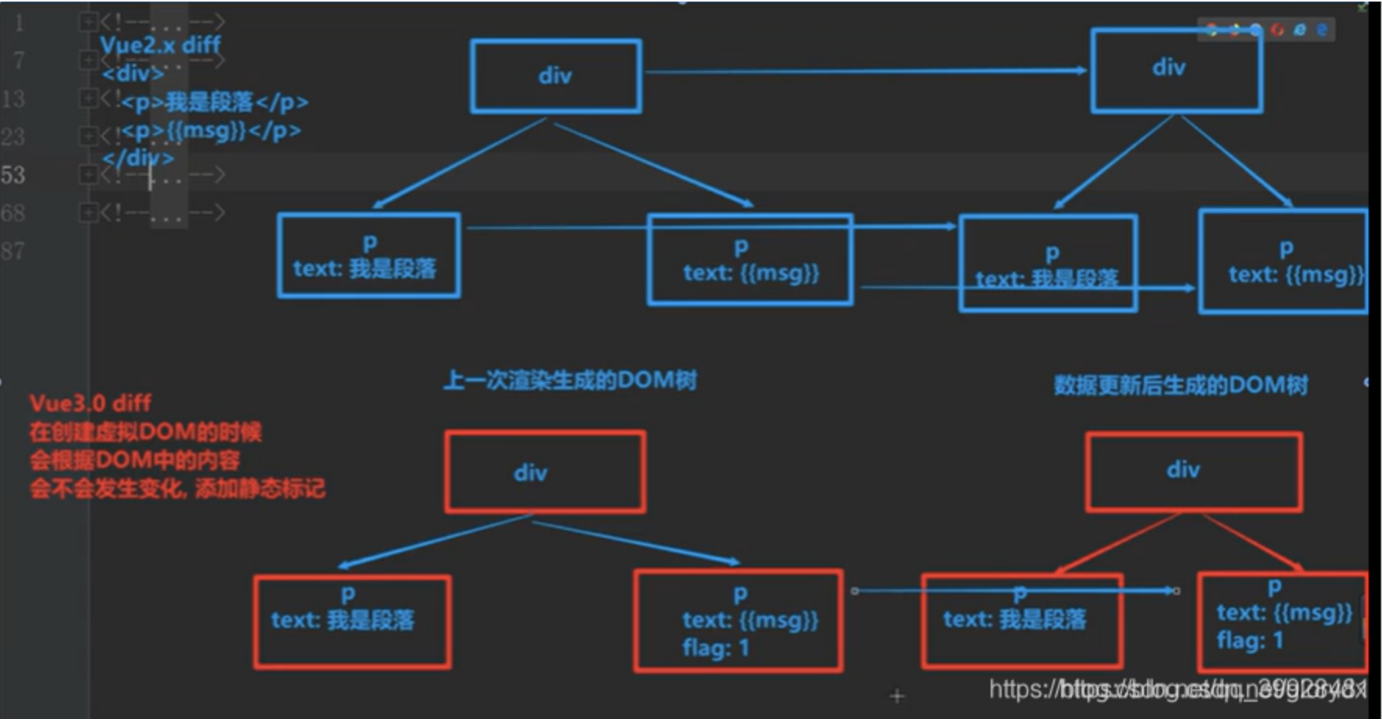 1 <!--...-->
Vue2.x diff
7
<div>
13
<p>我是段落</p>
23
<p>{{msg}}</p>
</div>
53 <!--...-->
68 <!--...-->
87
div
div
p
text: 我是段落
p
text: {{msg}}
p
text: 我是段落
p
text: {{msg}}
上一次渲染生成的DOM树
数据更新后生成的DOM树
Vue3.0 diff
在创建虚拟DOM的时候
会根据DOM中的内容
会不会发生变化, 添加静态标记
div
div
p
text: 我是段落
p
text: {{msg}}
flag: 1
p
text: 我是段落
p
text: {{msg}}
flag: 1